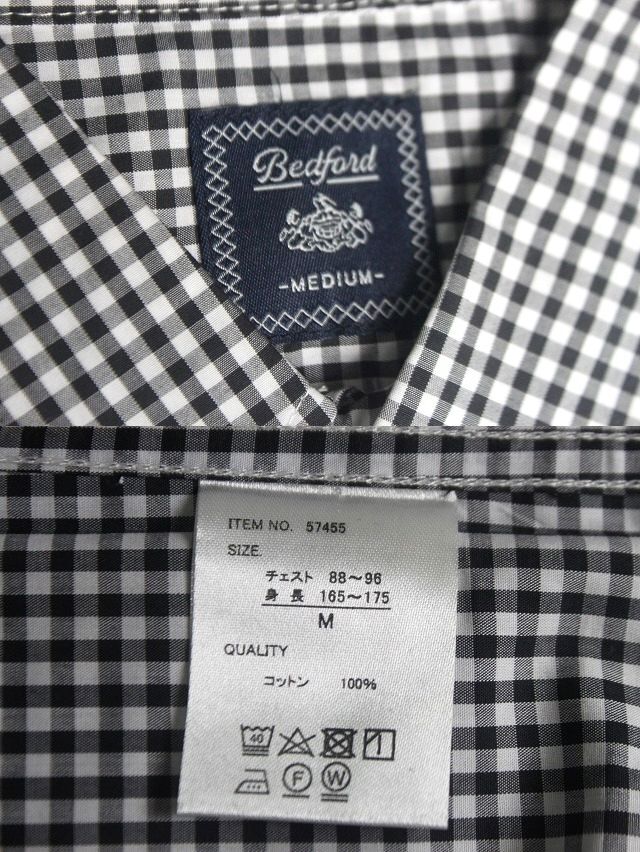 Bedford
-MEDIUM-
ITEM NO. 57455
SIZE.
チェスト 88～96
身長 165～175
M
QUALITY
コットン 100%
40
F W